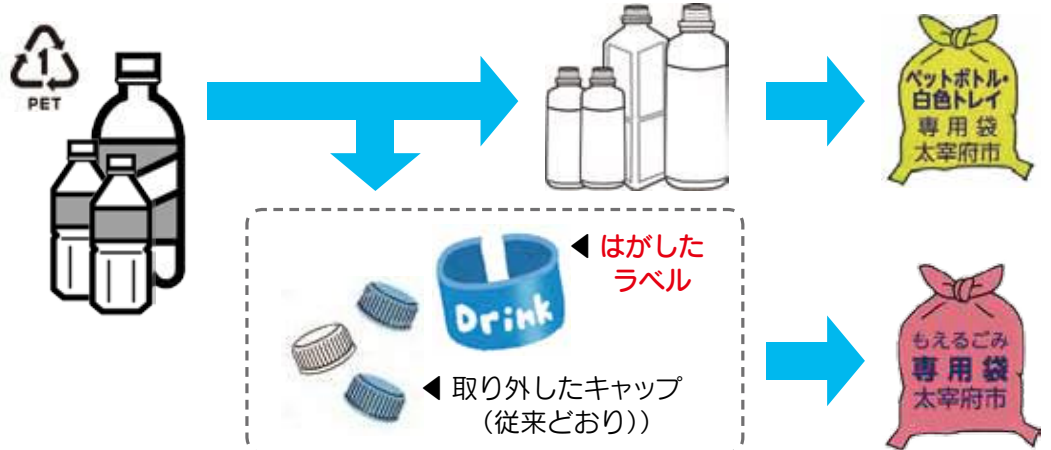 1
PET
ペットボトル・
白色トレイ
専用袋
太宰府市
◀ はがした
ラベル
Drink
◀ 取り外したキャップ
（従来どおり））
もえるごみ
専用袋
太宰府市